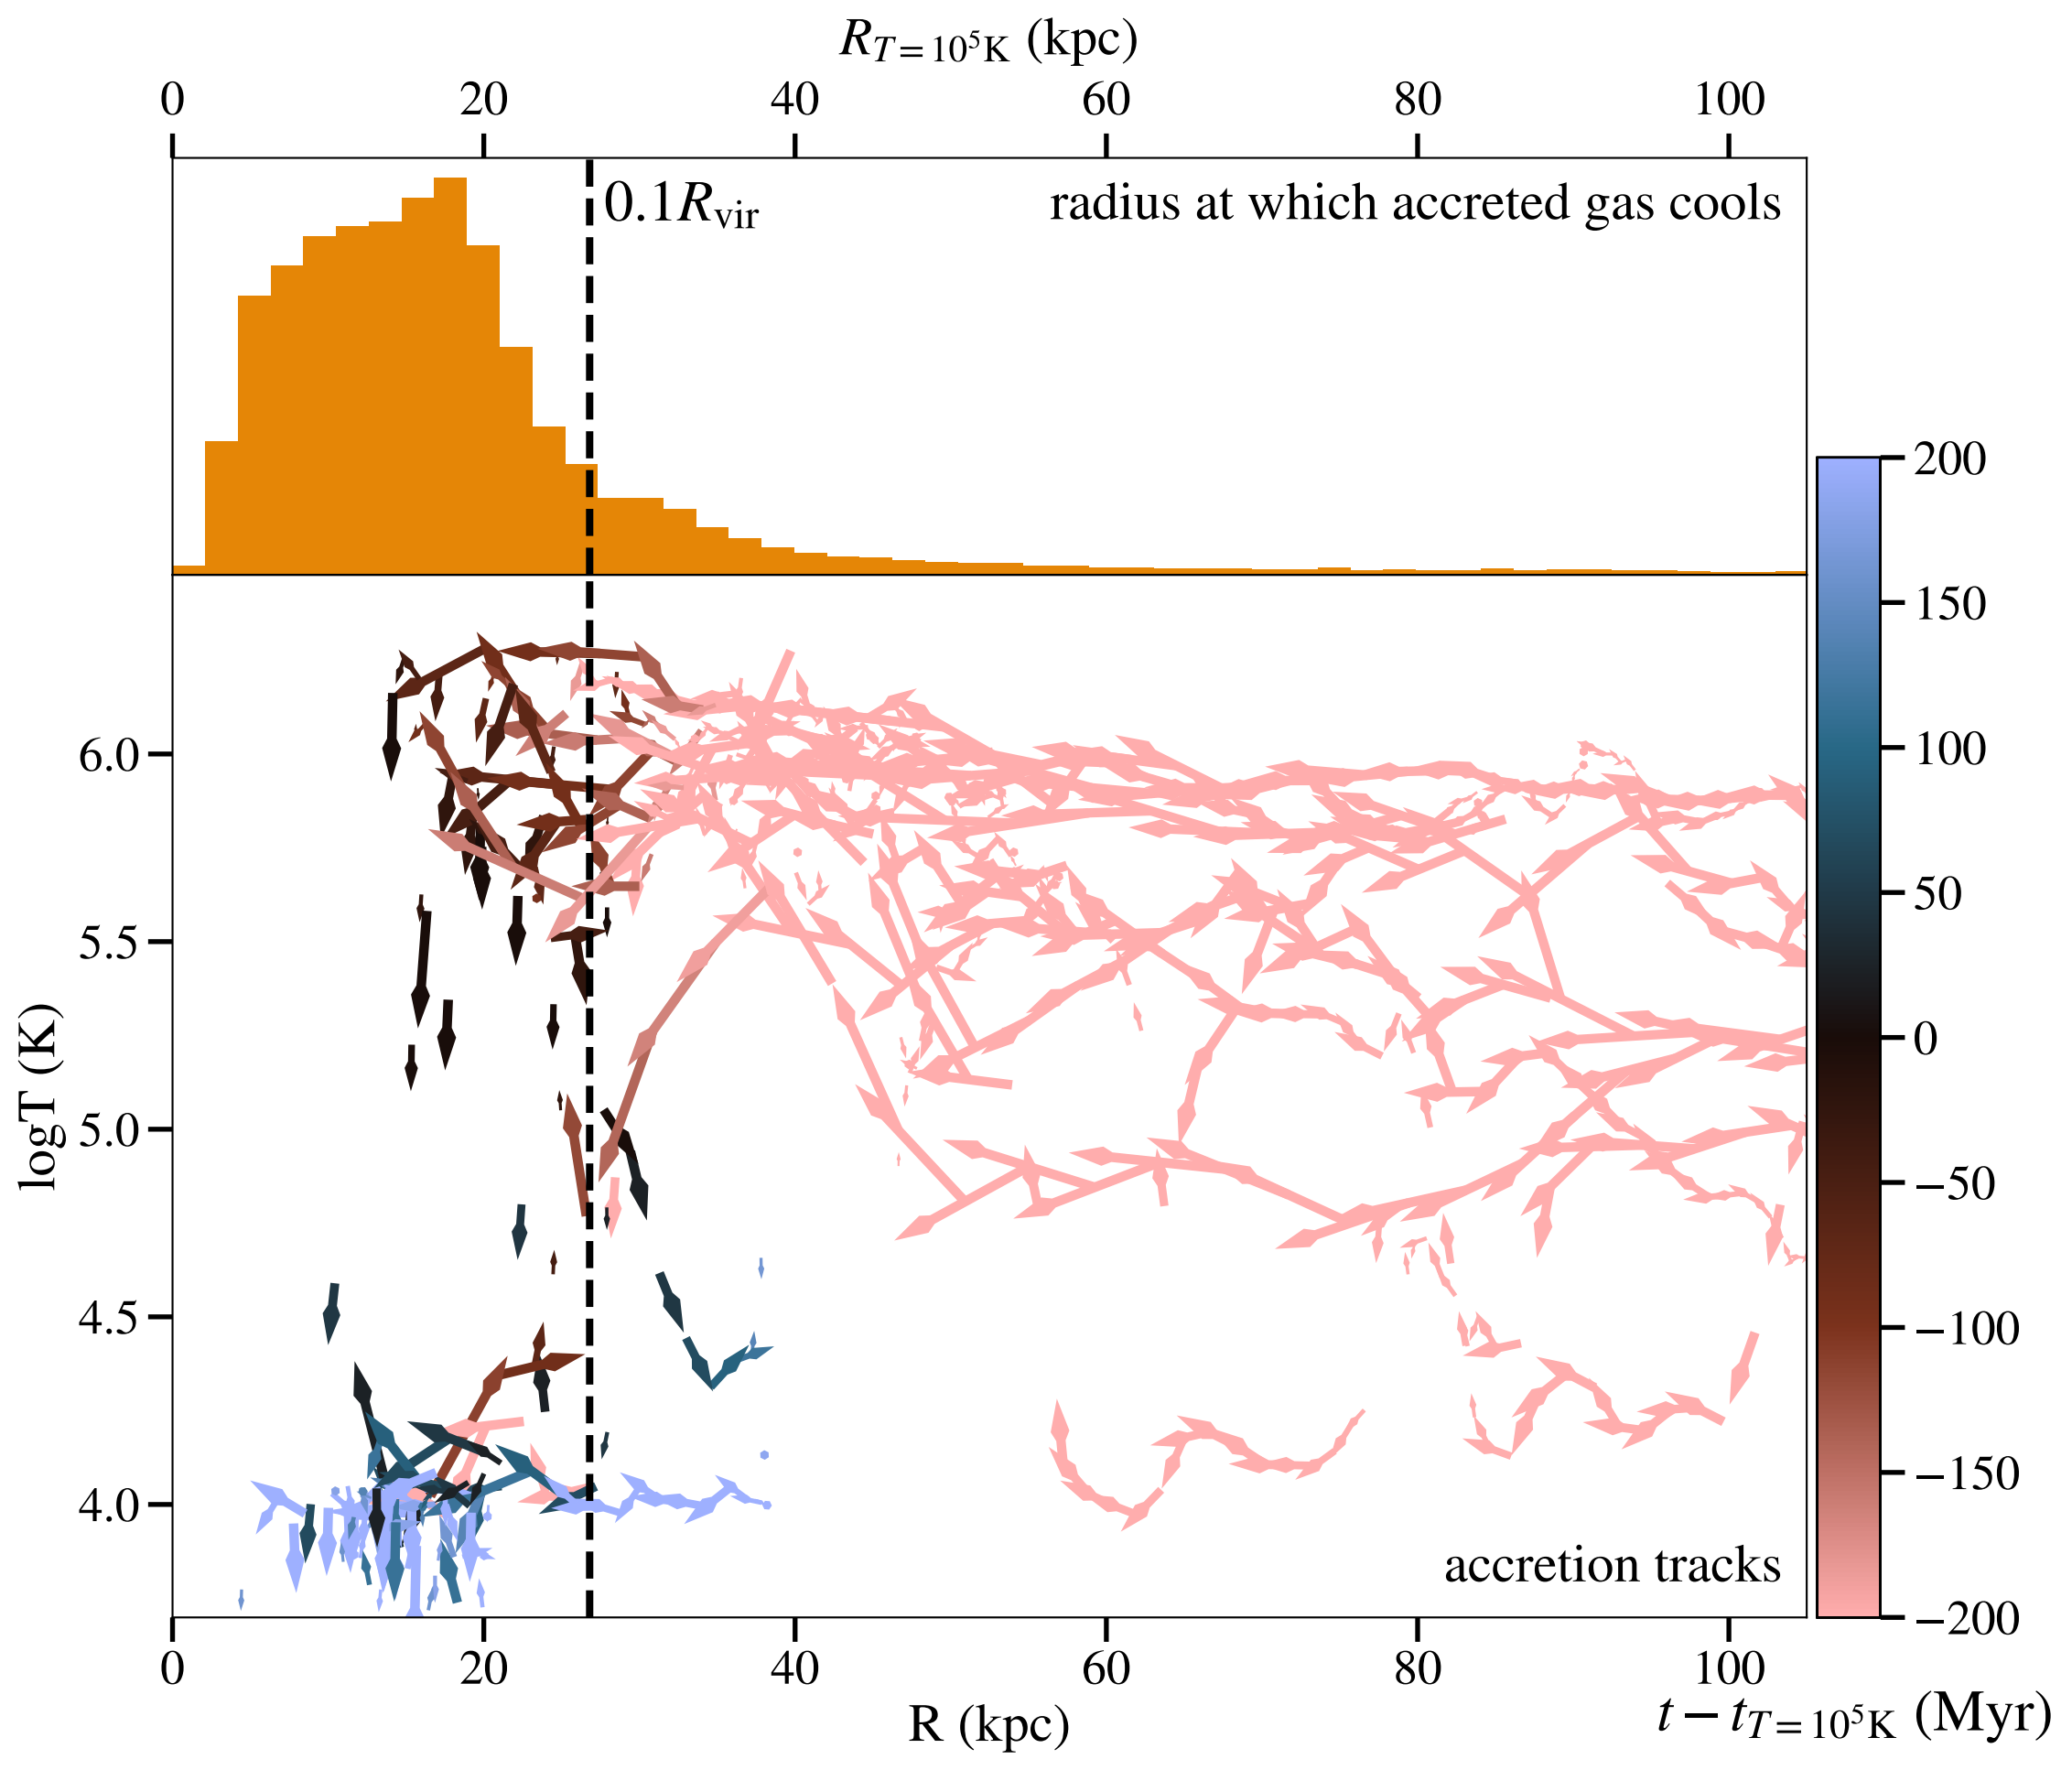 R_{T=10^5K} (kpc)
0 20 40 60 80 100
0.1R_vir
radius at which accreted gas cools
200
150
100
50
0
−50
−100
−150
−200
logT (K)
6.0
5.5
5.0
4.5
4.0
accretion tracks
0 20 40 60 80 100
R (kpc)
t − t_{T=10^5K} (Myr)